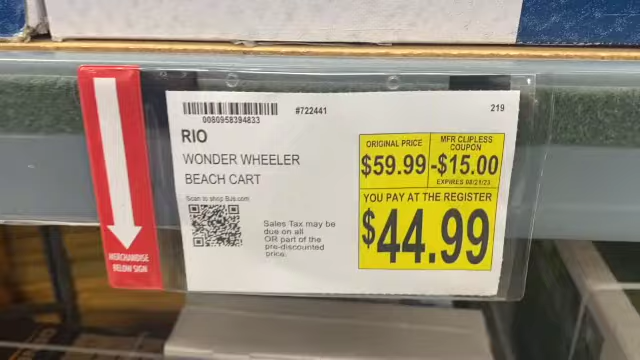 #722441
219
0080958394833
RIO
WONDER WHEELER
BEACH CART
Scan to shop BJs.com
Sales Tax may be
due on all
OR part of the
pre-discounted
price.
ORIGINAL PRICE
$59.99
MFR CLIPLESS
COUPON
-$15.00
EXPIRES 08/21/23
YOU PAY AT THE REGISTER
$44.99
MERCHANDISE
BELOW SIGN